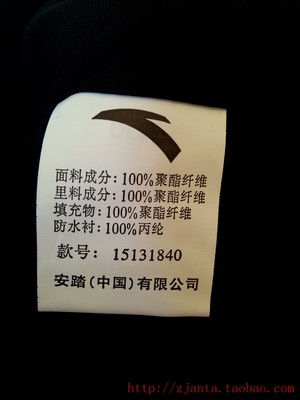 面料成分:100%聚酯纤维
里料成分:100%聚酯纤维
填充物:100%聚酯纤维
防水衬:100%丙纶
款号: 15131840
安踏(中国)有限公司
http://zjanta.taobao.com